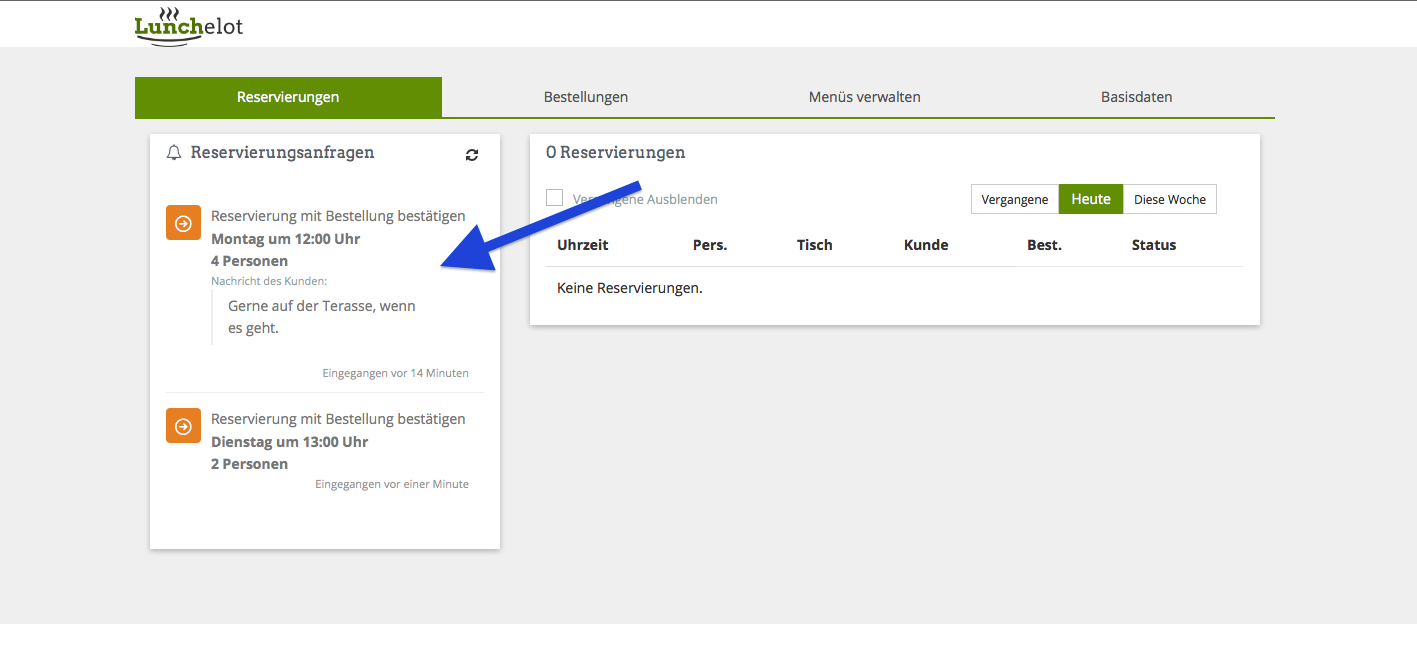 Lunchelot
Reservierungen
Bestellungen
Menüs verwalten
Basisdaten
Reservierungsanfragen
Reservierung mit Bestellung bestätigen
Montag um 12:00 Uhr
4 Personen
Nachricht des Kunden:
Gerne auf der Terasse, wenn
es geht.
Eingegangen vor 14 Minuten
Reservierung mit Bestellung bestätigen
Dienstag um 13:00 Uhr
2 Personen
Eingegangen vor einer Minute
0 Reservierungen
Vergangene Ausblenden
Vergangene
Heute
Diese Woche
Uhrzeit Pers. Tisch Kunde Best. Status
Keine Reservierungen.